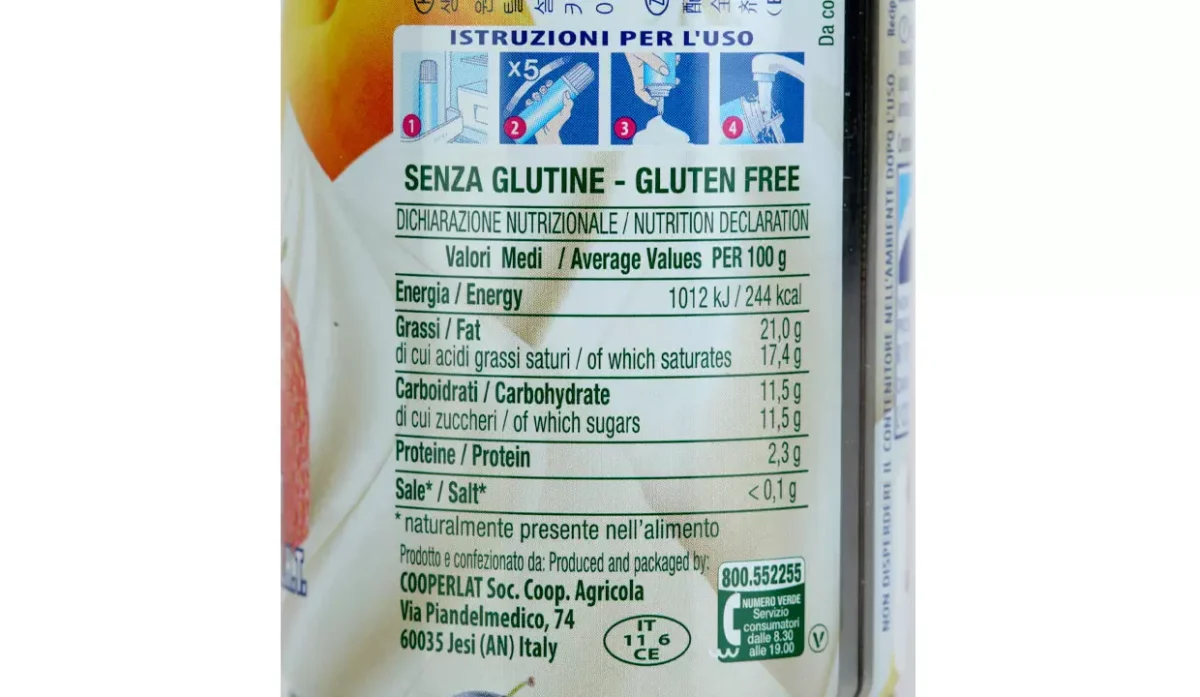 ISTRUZIONI PER L'USO
1
x5
2
3
4
SENZA GLUTINE - GLUTEN FREE
DICHIARAZIONE NUTRIZIONALE / NUTRITION DECLARATION
Valori Medi / Average Values PER 100 g
Energia / Energy 1012 kJ / 244 kcal
Grassi / Fat 21,0 g
di cui acidi grassi saturi / of which saturates 17,4 g
Carboidrati / Carbohydrate 11,5 g
di cui zuccheri / of which sugars 11,5 g
Proteine / Protein 2,3 g
Sale* / Salt* < 0,1 g
* naturalmente presente nell'alimento
Prodotto e confezionato da: Produced and packaged by:
COOPERLAT Soc. Coop. Agricola
Via Piandelmedico, 74
60035 Jesi (AN) Italy
IT
11 6
CE
800.552255
NUMERO VERDE
Servizio
consumatori
dalle 8.30
alle 19.00
V
Da co
NON DISPERDERE IL CONTENITORE NELL'AMBIENTE DOPO L'USO